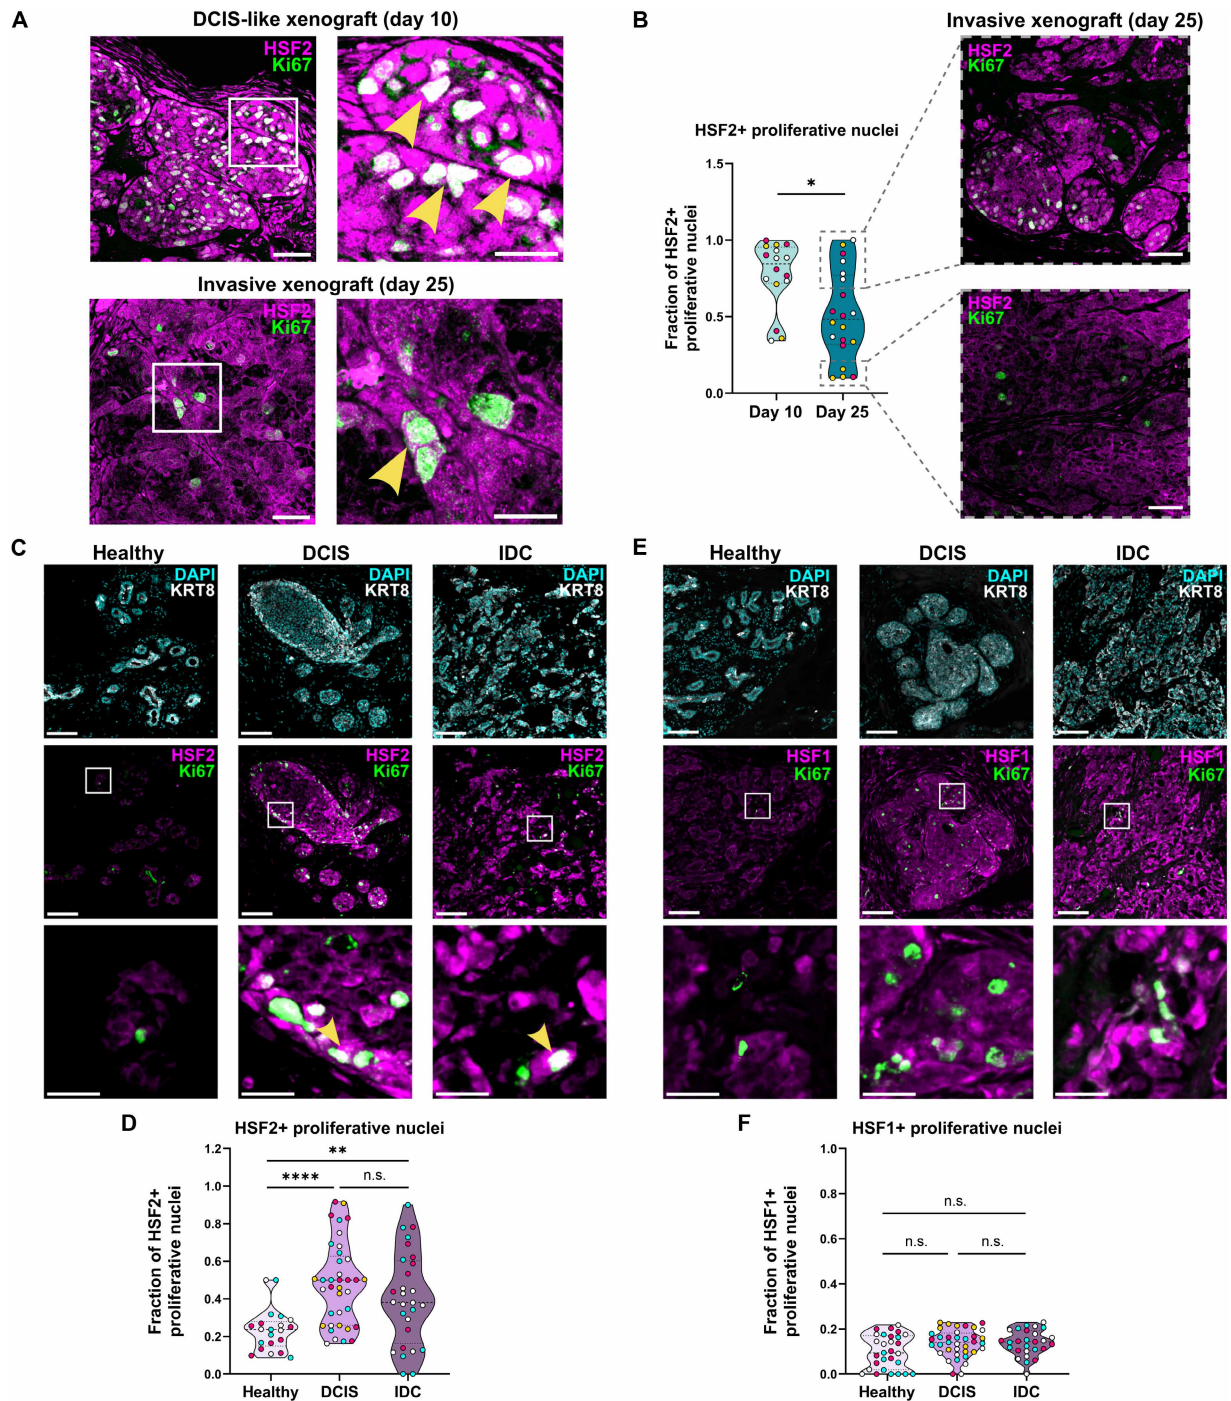 A
DCIS-like xenograft (day 10)
HSF2
Ki67
Invasive xenograft (day 25)
HSF2
Ki67
B
Invasive xenograft (day 25)
HSF2+ proliferative nuclei
Fraction of HSF2+
proliferative nuclei
1.5
1.0
0.5
0.0
*
Day 10
Day 25
HSF2
Ki67
HSF2
Ki67
C
Healthy
DCIS
IDC
DAPI
KRT8
DAPI
KRT8
DAPI
KRT8
HSF2
Ki67
HSF2
Ki67
HSF2
Ki67
E
Healthy
DCIS
IDC
DAPI
KRT8
DAPI
KRT8
DAPI
KRT8
HSF1
Ki67
HSF1
Ki67
HSF1
Ki67
D
HSF2+ proliferative nuclei
Fraction of HSF2+
proliferative nuclei
1.2
1.0
0.8
0.6
0.4
0.2
0.0
**
****
n.s.
Healthy
DCIS
IDC
F
HSF1+ proliferative nuclei
Fraction of HSF1+
proliferative nuclei
1.0
0.8
0.6
0.4
0.2
0.0
n.s.
n.s.
n.s.
Healthy
DCIS
IDC